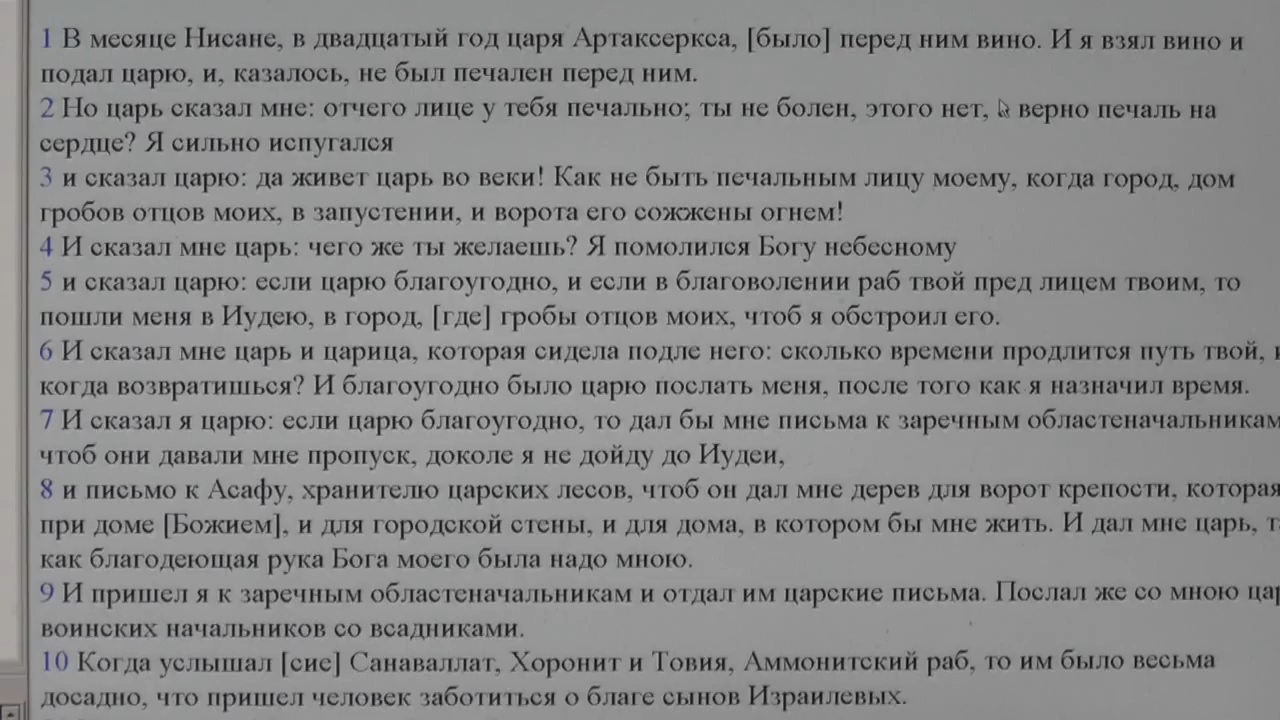 1 В месяце Нисане, в двадцатый год царя Артаксеркса, [было] перед ним вино. И я взял вино и
подал царю, и, казалось, не был печален перед ним.
2 Но царь сказал мне: отчего лице у тебя печально; ты не болен, этого нет, верно печаль на
сердце? Я сильно испугался
3 и сказал царю: да живет царь во веки! Как не быть печальным лицу моему, когда город, дом
гробов отцов моих, в запустении, и ворота его сожжены огнем!
4 И сказал мне царь: чего же ты желаешь? Я помолился Богу небесному
5 и сказал царю: если царю благоугодно, и если в благоволении раб твой пред лицем твоим, то
пошли меня в Иудею, в город, [где] гробы отцов моих, чтоб я обстроил его.
6 И сказал мне царь и царица, которая сидела подле него: сколько времени продлится путь твой,
когда возвратишься? И благоугодно было царю послать меня, после того как я назначил время.
7 И сказал я царю: если царю благоугодно, то дал бы мне письма к заречным областеначальникам
чтоб они давали мне пропуск, доколе я не дойду до Иудеи,
8 и письмо к Асафу, хранителю царских лесов, чтоб он дал мне дерев для ворот крепости, которая
при доме [Божием], и для городской стены, и для дома, в котором бы мне жить. И дал мне царь,
как благодеющая рука Бога моего была надо мною.
9 И пришел я к заречным областеначальникам и отдал им царские письма. Послал же со мною
воинских начальников со всадниками.
10 Когда услышал [сие] Санаваллат, Хоронит и Товия, Аммонитский раб, то им было весьма
досадно, что пришел человек заботиться о благе сынов Израилевых.